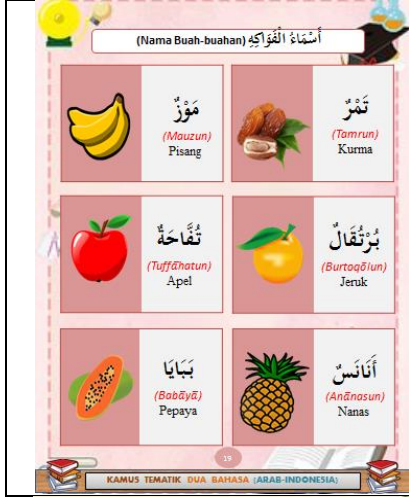 أَسْمَاءُ الْفَوَاكِهِ (Nama Buah-buahan)
تَمْرٌ
(Tamrun)
Kurma
مَوْزٌ
(Mauzun)
Pisang
بُرْتُقَالٌ
(Burtaqōlun)
Jeruk
تُفَّاحَةٌ
(Tuffāhatun)
Apel
أَنَانَسٌ
(Anānasun)
Nanas
بَبَايَا
(Babāyā)
Pepaya
19
KAMUS TEMATIK DUA BAHASA (ARAB-INDONESIA)